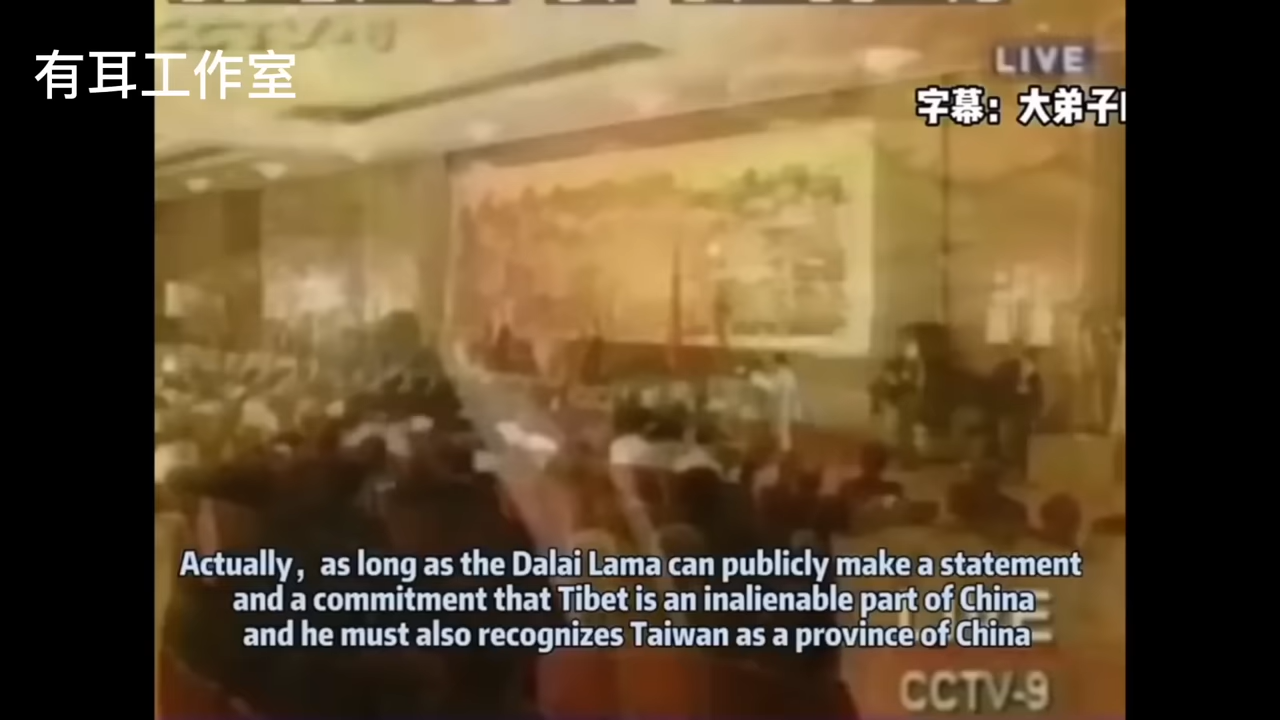 有耳工作室
LIVE
字幕：大弟子
Actually，as long as the Dalai Lama can publicly make a statement
and a commitment that Tibet is an inalienable part of China
and he must also recognizes Taiwan as a province of China
CCTV-9